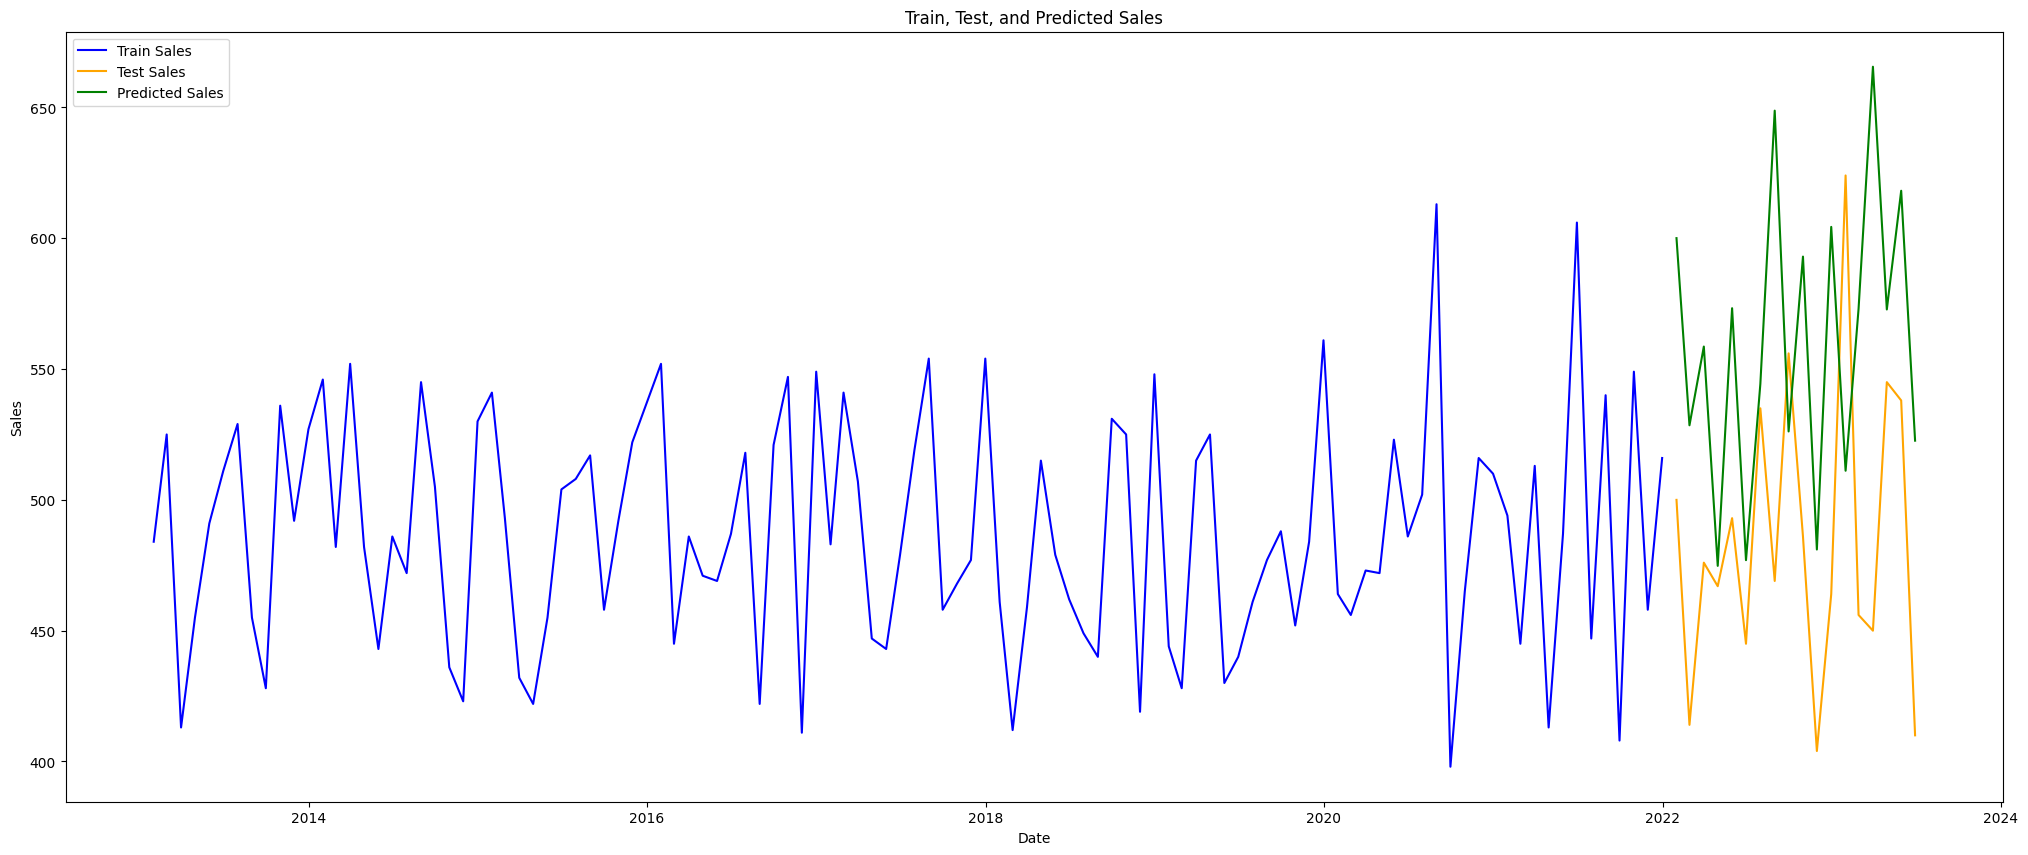 Train, Test, and Predicted Sales
Train Sales
Test Sales
Predicted Sales
650
600
550
500
450
400
Sales
2014
2016
2018
2020
2022
2024
Date